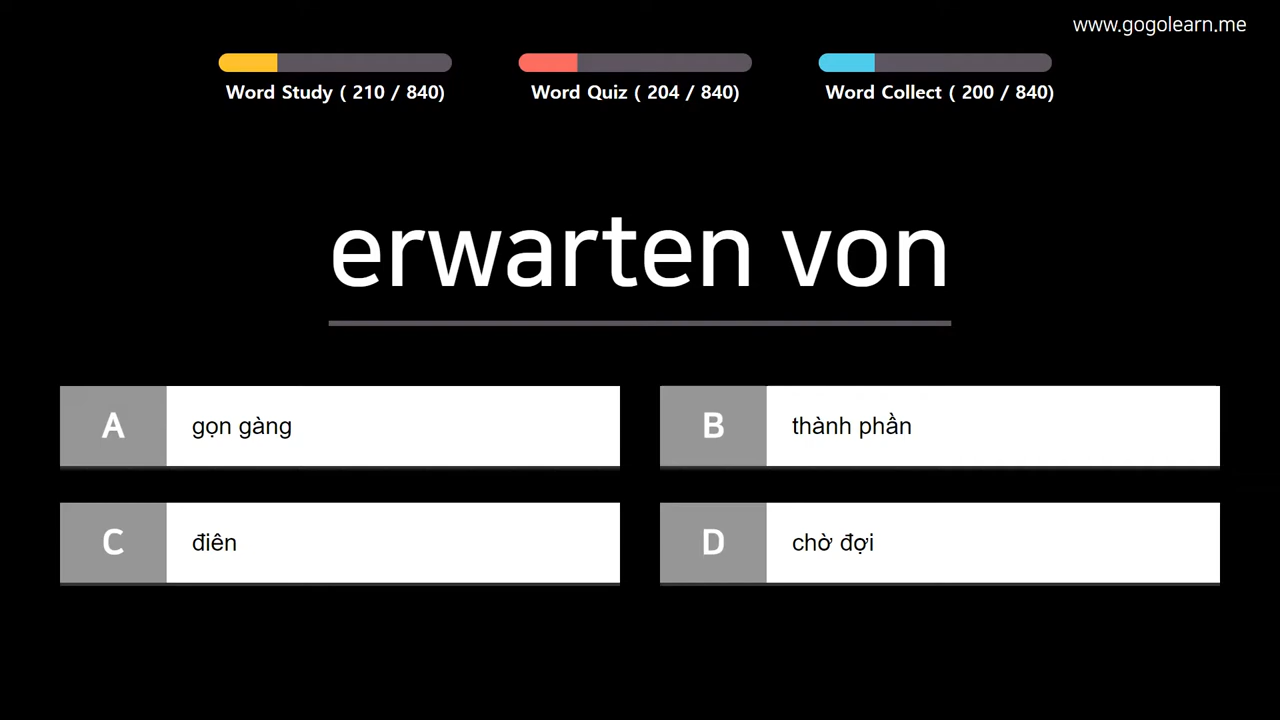 www.gogolearn.me
Word Study ( 210 / 840)
Word Quiz ( 204 / 840)
Word Collect ( 200 / 840)
erwarten von
A gọn gàng
B thành phần
C điên
D chờ đợi